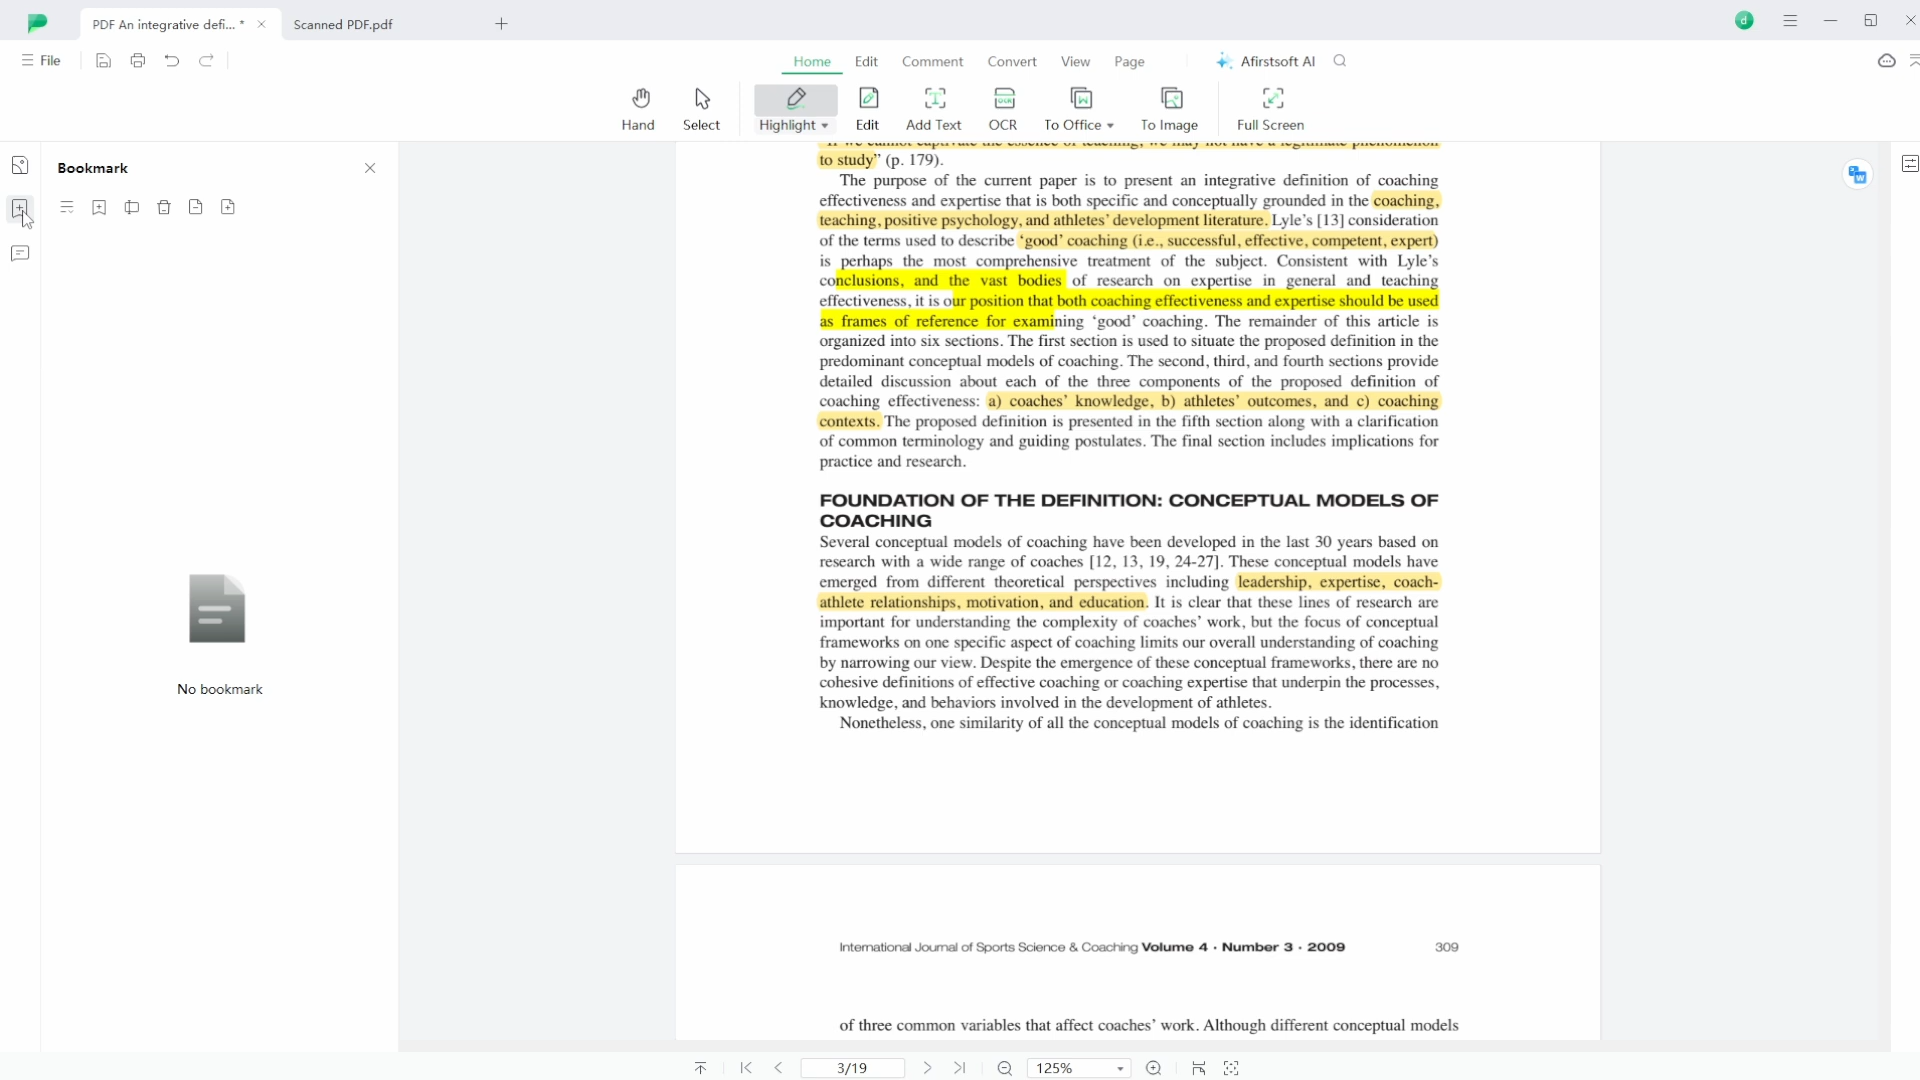 PDF An integrative defi... *
Scanned PDF.pdf
d
File
Home Edit Comment Convert View Page Afirstsoft AI
Hand Select Highlight Edit Add Text OCR To Office To Image Full Screen
Bookmark
No bookmark
to study” (p. 179).
The purpose of the current paper is to present an integrative definition of coaching
effectiveness and expertise that is both specific and conceptually grounded in the coaching,
teaching, positive psychology, and athletes’ development literature. Lyle’s [13] consideration
of the terms used to describe ‘good’ coaching (i.e., successful, effective, competent, expert)
is perhaps the most comprehensive treatment of the subject. Consistent with Lyle’s
conclusions, and the vast bodies of research on expertise in general and teaching
effectiveness, it is our position that both coaching effectiveness and expertise should be used
as frames of reference for examining ‘good’ coaching. The remainder of this article is
organized into six sections. The first section is used to situate the proposed definition in the
predominant conceptual models of coaching. The second, third, and fourth sections provide
detailed discussion about each of the three components of the proposed definition of
coaching effectiveness: a) coaches’ knowledge, b) athletes’ outcomes, and c) coaching
contexts. The proposed definition is presented in the fifth section along with a clarification
of common terminology and guiding postulates. The final section includes implications for
practice and research.
FOUNDATION OF THE DEFINITION: CONCEPTUAL MODELS OF
COACHING
Several conceptual models of coaching have been developed in the last 30 years based on
research with a wide range of coaches [12, 13, 19, 24-27]. These conceptual models have
emerged from different theoretical perspectives including leadership, expertise, coach-
athlete relationships, motivation, and education. It is clear that these lines of research are
important for understanding the complexity of coaches’ work, but the focus of conceptual
frameworks on one specific aspect of coaching limits our overall understanding of coaching
by narrowing our view. Despite the emergence of these conceptual frameworks, there are no
cohesive definitions of effective coaching or coaching expertise that underpin the processes,
knowledge, and behaviors involved in the development of athletes.
Nonetheless, one similarity of all the conceptual models of coaching is the identification
International Journal of Sports Science & Coaching Volume 4 · Number 3 · 2009 309
of three common variables that affect coaches’ work. Although different conceptual models
3/19
125%